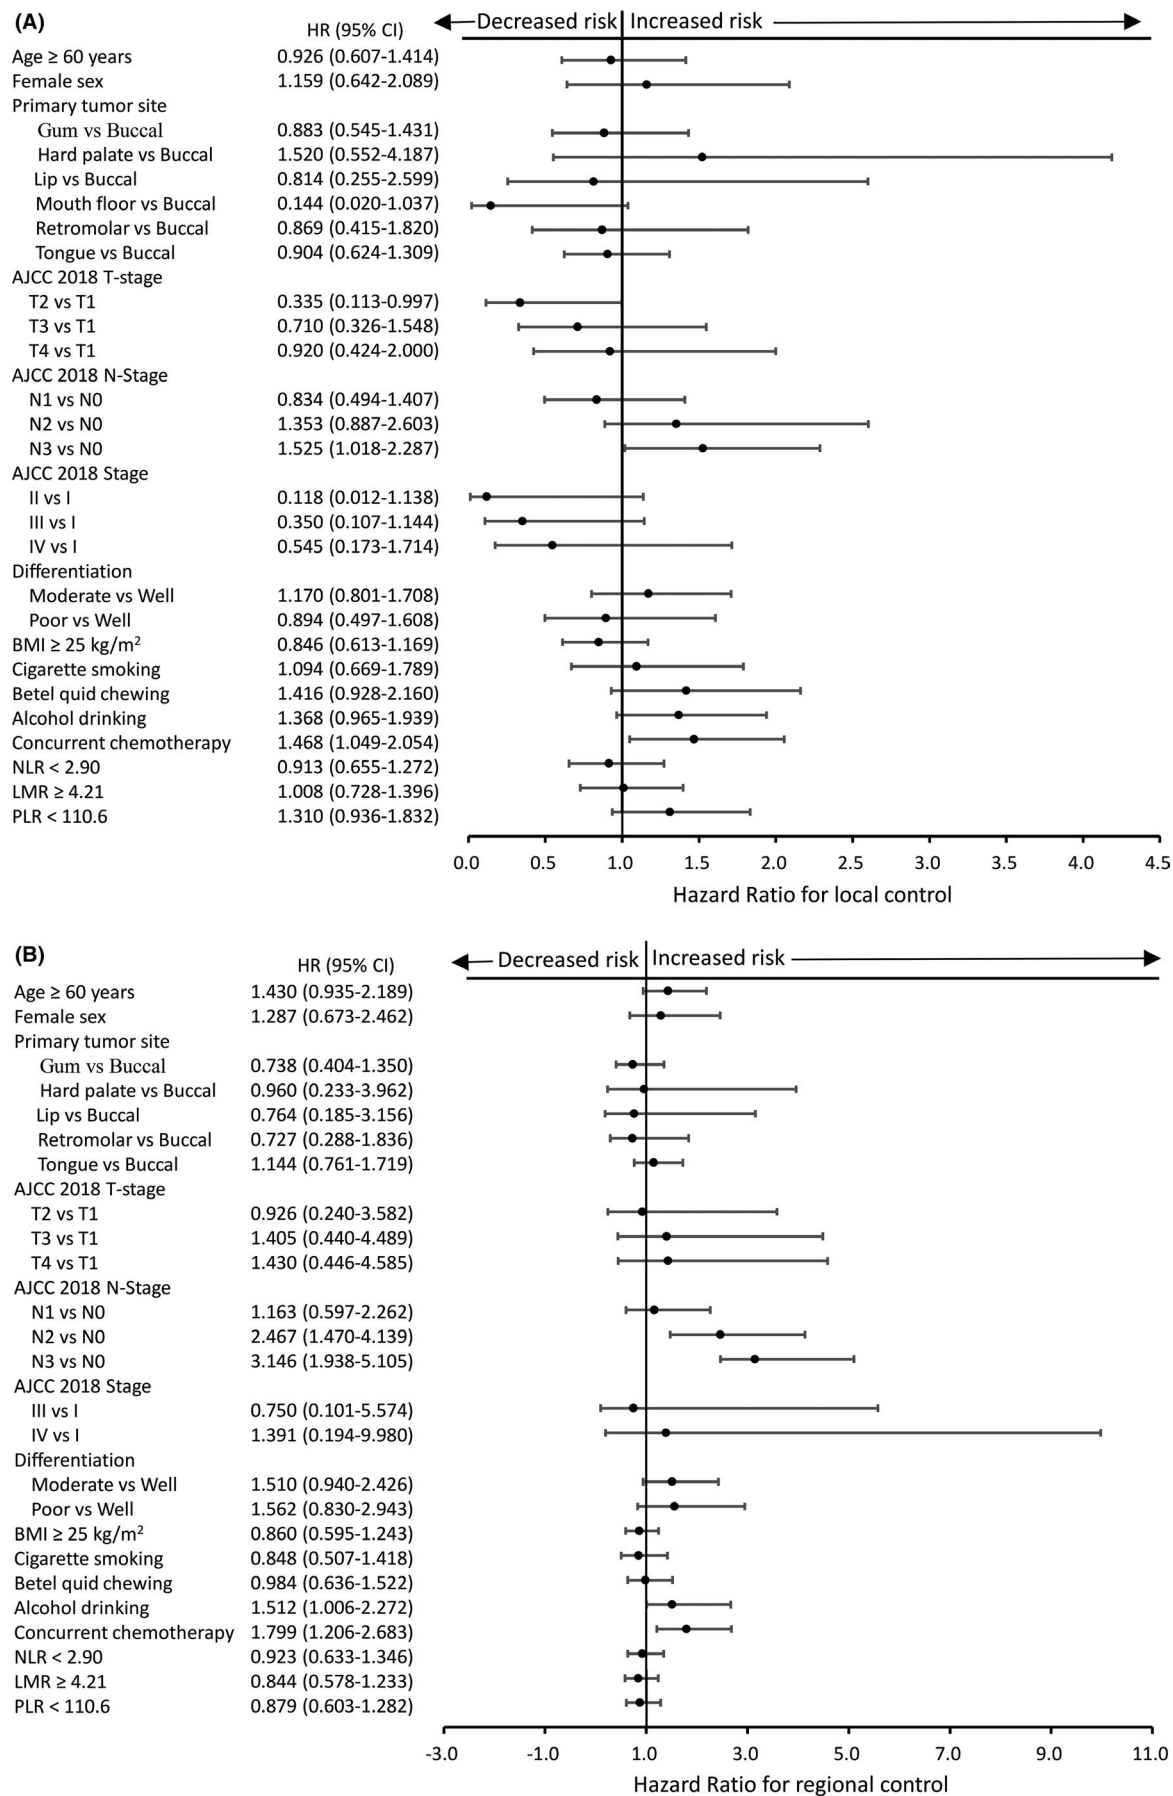 (A)
HR (95% CI)
Decreased risk Increased risk
Age ≥ 60 years 0.926 (0.607-1.414)
Female sex 1.159 (0.642-2.089)
Primary tumor site
Gum vs Buccal 0.883 (0.545-1.431)
Hard palate vs Buccal 1.520 (0.552-4.187)
Lip vs Buccal 0.814 (0.255-2.599)
Mouth floor vs Buccal 0.144 (0.020-1.037)
Retromolar vs Buccal 0.869 (0.415-1.820)
Tongue vs Buccal 0.904 (0.624-1.309)
AJCC 2018 T-stage
T2 vs T1 0.335 (0.113-0.997)
T3 vs T1 0.710 (0.326-1.548)
T4 vs T1 0.920 (0.424-2.000)
AJCC 2018 N-Stage
N1 vs N0 0.834 (0.494-1.407)
N2 vs N0 1.353 (0.887-2.603)
N3 vs N0 1.525 (1.018-2.287)
AJCC 2018 Stage
II vs I 0.118 (0.012-1.138)
III vs I 0.350 (0.107-1.144)
IV vs I 0.545 (0.173-1.714)
Differentiation
Moderate vs Well 1.170 (0.801-1.708)
Poor vs Well 0.894 (0.497-1.608)
BMI ≥ 25 kg/m² 0.846 (0.613-1.169)
Cigarette smoking 1.094 (0.669-1.789)
Betel quid chewing 1.416 (0.928-2.160)
Alcohol drinking 1.368 (0.965-1.939)
Concurrent chemotherapy 1.468 (1.049-2.054)
NLR < 2.90 0.913 (0.655-1.272)
LMR ≥ 4.21 1.008 (0.728-1.396)
PLR < 110.6 1.310 (0.936-1.832)
0.0 0.5 1.0 1.5 2.0 2.5 3.0 3.5 4.0 4.5
Hazard Ratio for local control
(B)
HR (95% CI)
Decreased risk Increased risk
Age ≥ 60 years 1.430 (0.935-2.189)
Female sex 1.287 (0.673-2.462)
Primary tumor site
Gum vs Buccal 0.738 (0.404-1.350)
Hard palate vs Buccal 0.960 (0.233-3.962)
Lip vs Buccal 0.764 (0.185-3.156)
Retromolar vs Buccal 0.727 (0.288-1.836)
Tongue vs Buccal 1.144 (0.761-1.719)
AJCC 2018 T-stage
T2 vs T1 0.926 (0.240-3.582)
T3 vs T1 1.405 (0.440-4.489)
T4 vs T1 1.430 (0.446-4.585)
AJCC 2018 N-Stage
N1 vs N0 1.163 (0.597-2.262)
N2 vs N0 2.467 (1.470-4.139)
N3 vs N0 3.146 (1.938-5.105)
AJCC 2018 Stage
III vs I 0.750 (0.101-5.574)
IV vs I 1.391 (0.194-9.980)
Differentiation
Moderate vs Well 1.510 (0.940-2.426)
Poor vs Well 1.562 (0.830-2.943)
BMI ≥ 25 kg/m² 0.860 (0.595-1.243)
Cigarette smoking 0.848 (0.507-1.418)
Betel quid chewing 0.984 (0.636-1.522)
Alcohol drinking 1.512 (1.006-2.272)
Concurrent chemotherapy 1.799 (1.206-2.683)
NLR < 2.90 0.923 (0.633-1.346)
LMR ≥ 4.21 0.844 (0.578-1.233)
PLR < 110.6 0.879 (0.603-1.282)
-3.0 -1.0 1.0 3.0 5.0 7.0 9.0 11.0
Hazard Ratio for regional control